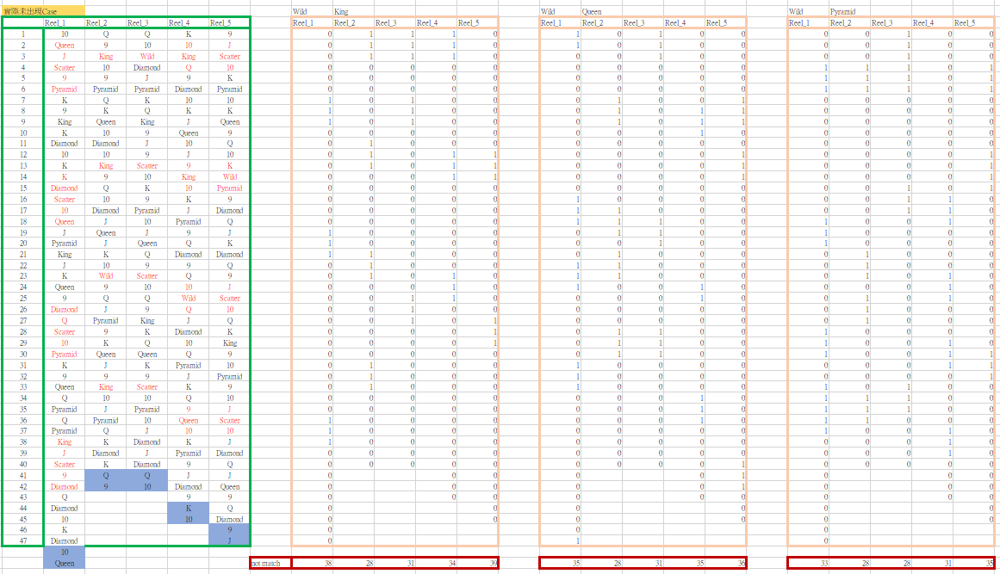 實際未出現Case Wild King Wild Queen Wild Pyramid
Reel_1 Reel_2 Reel_3 Reel_4 Reel_5 Reel_1 Reel_2 Reel_3 Reel_4 Reel_5 Reel_1 Reel_2 Reel_3 Reel_4 Reel_5 Reel_1 Reel_2 Reel_3 Reel_4 Reel_5
1 10 Q Q K 9 0 1 1 1 0 1 0 1 0 0 0 0 1 0 0
2 Queen 9 10 10 J 0 1 1 1 0 1 0 1 0 0 0 0 1 0 0
3 J King Wild King Scatter 0 1 1 1 0 0 0 1 0 0 0 0 1 0 0
4 Scatter 10 Diamond Q 10 0 0 0 0 0 0 0 0 0 0 1 1 1 0 1
5 9 9 J 9 K 0 0 0 0 0 0 0 0 0 0 1 1 1 0 1
6 Pyramid Pyramid Pyramid Diamond Pyramid 0 0 0 0 0 0 0 0 0 0 1 1 1 0 1
7 K Q K 10 10 1 0 1 0 0 0 1 0 0 1 0 0 0 0 0
8 9 K Q K K 1 0 1 0 0 0 1 0 1 1 0 0 0 0 0
9 King Queen King J Queen 1 0 1 0 0 0 1 0 1 1 0 0 0 0 0
10 K 10 9 Queen 9 0 0 0 0 0 0 0 0 1 0 0 0 0 0 0
11 Diamond Diamond J 10 Q 0 1 0 0 0 0 0 0 0 0 0 0 0 0 0
12 10 10 9 J 10 0 1 0 1 1 0 0 0 0 1 0 0 0 0 1
13 K King Scatter 9 K 0 1 0 1 1 0 0 0 0 1 0 0 0 0 1
14 K 9 10 King Wild 0 0 0 1 1 0 0 0 0 1 0 0 0 0 1
15 Diamond Q K 10 Pyramid 0 0 0 0 0 0 0 0 0 0 0 0 1 0 1
16 Scatter 10 9 K 9 0 0 0 0 0 1 0 0 0 0 0 0 1 1 0
17 10 Diamond Pyramid J Diamond 0 0 0 0 0 1 1 0 0 0 0 0 1 1 0
18 Queen J 10 Pyramid Q 0 0 0 0 0 1 1 1 0 0 1 0 0 1 0
19 J Queen J 9 J 1 0 0 0 0 0 1 1 0 0 1 0 0 0 0
20 Pyramid J Queen Q K 1 0 0 0 0 0 0 1 0 0 1 0 0 0 0
21 King K Q Diamond Diamond 1 1 0 0 0 0 1 0 0 0 0 1 0 0 0
22 J 10 9 9 Q 0 1 0 0 0 1 1 0 0 0 0 1 0 0 0
23 K Wild Scatter Q 9 0 1 0 1 0 1 1 0 0 0 0 1 0 1 0
24 Queen 9 10 10 J 0 0 0 1 0 1 0 0 1 0 0 0 0 1 0
25 9 Q Q Wild Scatter 0 0 1 1 0 0 0 0 1 0 0 1 0 1 0
26 Diamond J 9 Q 10 0 0 1 0 0 0 0 0 0 0 0 1 0 0 0
27 Q Pyramid King J Q 0 0 1 0 1 0 0 0 0 0 0 1 0 0 0
28 Scatter 9 K Diamond K 0 0 0 0 1 0 1 1 0 0 1 0 0 0 0
29 10 K Q 10 King 0 0 0 0 1 0 1 1 0 0 1 0 0 1 0
30 Pyramid Queen Queen Q 9 0 0 0 0 0 0 1 1 0 0 1 0 0 1 1
31 K J K Pyramid 10 0 1 0 0 0 1 0 0 0 0 0 0 0 1 1
32 9 9 9 J Pyramid 0 1 0 0 0 1 0 0 0 0 0 0 0 0 1
33 Queen King Scatter K 9 0 1 0 0 0 1 0 0 0 0 1 0 1 0 0
34 Q 10 10 Q 10 0 0 0 0 0 0 0 0 1 0 1 1 1 0 0
35 Pyramid J Pyramid 9 J 0 0 0 0 0 0 0 0 1 0 1 1 1 0 0
36 Q Pyramid 10 Queen Scatter 1 0 0 0 0 0 0 0 1 0 1 1 0 0 0
37 Pyramid Q J 10 10 1 0 0 0 0 0 0 0 0 0 1 0 0 1 0
38 King K Diamond K J 1 0 0 0 0 0 0 0 0 0 0 0 0 1 0
39 J Diamond J Pyramid Diamond 0 0 0 0 0 0 0 0 0 0 0 0 0 1 0
40 Scatter K Diamond 9 Q 0 0 0 0 0 0 0 0 0 1 0 0 0 0 0
41 9 Q Q J J 0 0 0 0 0 1 0 0 0
42 Diamond 9 10 Diamond Queen 0 0 0 0 0 1 0 0 0
43 Q 9 9 0 0 0 0 0 0 0 0 0
44 Diamond K Q 0 0 0 0 0 0
45 10 10 Diamond 0 0 0 0 0 0
46 K 9 0 0 0
47 Diamond J 0 1 0
10
Queen not match 38 28 31 34 39 35 28 31 35 36 33 28 28 31 35